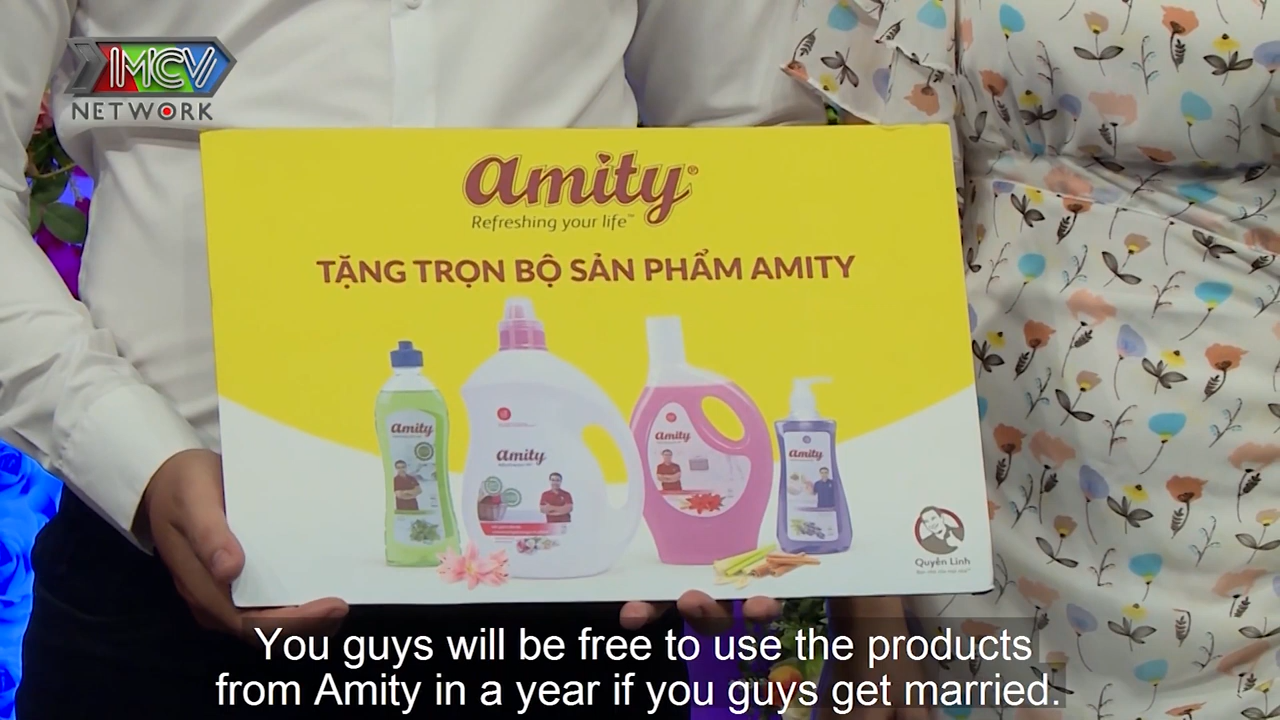 MCV
NETWORK
amity®
Refreshing your life™
TẶNG TRỌN BỘ SẢN PHẨM AMITY
amity
amity
amity
amity
Quyền Linh
You guys will be free to use the products
from Amity in a year if you guys get married.